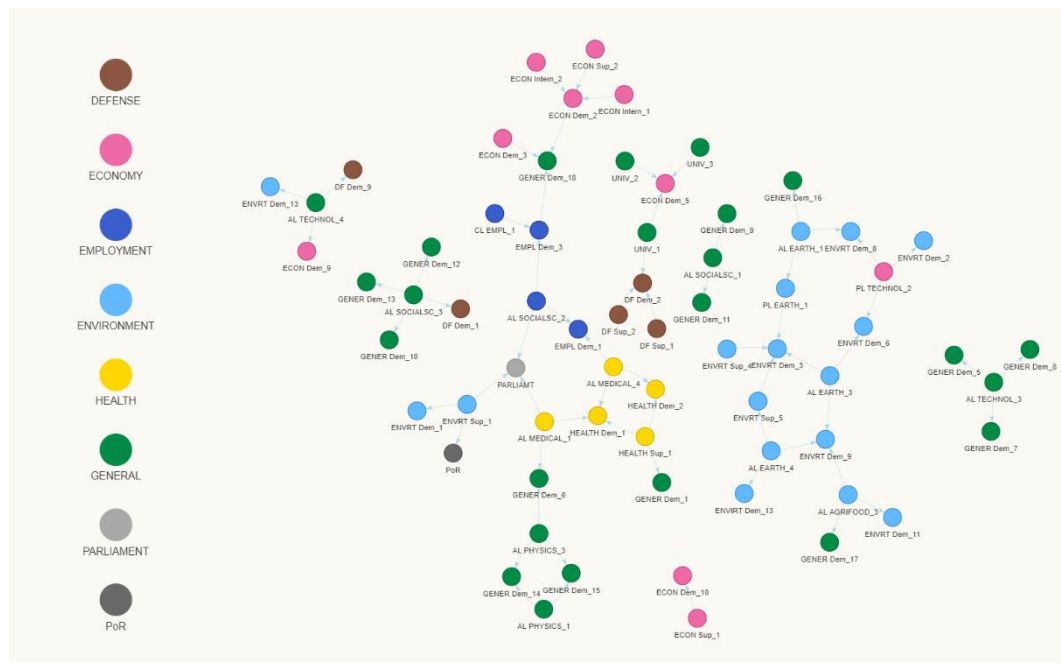 DEFENSE
ECONOMY
EMPLOYMENT
ENVIRONMENT
HEALTH
GENERAL
PARLIAMENT
PoR
ECON Sup_2
ECON Intern_2
ECON Dem_2
ECON Intern_1
ECON Dem_3
GENER Dem_18
UNIV_2
UNIV_3
ECON Dem_5
DF Dem_9
ENVRT Dem_13
AL TECHNOL_4
ECON Dem_9
GENER Dem_16
CL EMPL_1
EMPL Dem_3
UNIV_1
GENER Dem_9
AL EARTH_1
ENVRT Dem_8
ENVRT Dem_2
GENER Dem_12
AL SOCIALSC_1
PL TECHNOL_2
GENER Dem_13
AL SOCIALSC_3
DF Dem_1
GENER Dem_10
AL SOCIALSC_2
EMPL Dem_1
DF Dem_2
DF Sup_2
DF Sup_1
GENER Dem_11
PL EARTH_1
ENVRT Dem_6
ENVRT Sup_4
ENVRT Dem_3
PARLIAMT
AL MEDICAL_4
HEALTH Dem_2
AL EARTH_3
GENER Dem_5
GENER Dem_8
AL TECHNOL_3
GENER Dem_7
ENVRT Dem_1
ENVRT Sup_1
PoR
AL MEDICAL_1
HEALTH Dem_1
HEALTH Sup_1
ENVRT Sup_5
AL EARTH_4
ENVRT Dem_9
GENER Dem_6
GENER Dem_1
ENVIRT Dem_13
AL AGRIFOOD_3
ENVRT Dem_11
GENER Dem_17
AL PHYSICS_3
GENER Dem_14
GENER Dem_15
AL PHYSICS_1
ECON Dem_10
ECON Sup_1